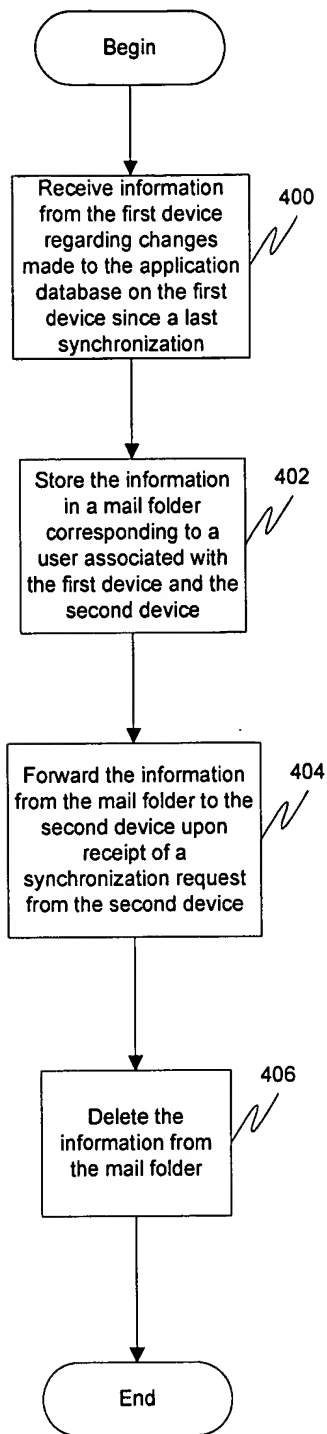 Begin
400
Receive information
from the first device
regarding changes
made to the application
database on the first
device since a last
synchronization
402
Store the information
in a mail folder
corresponding to a
user associated with
the first device and the
second device
404
Forward the information
from the mail folder to the
second device upon
receipt of a
synchronization request
from the second device
406
Delete the
information from
the mail folder
End